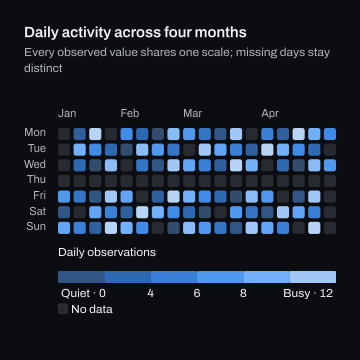 Daily activity across four months
Every observed value shares one scale; missing days stay
distinct
Jan Feb Mar Apr
Mon
Tue
Wed
Thu
Fri
Sat
Sun
Daily observations
Quiet · 0 4 6 8 Busy · 12
No data